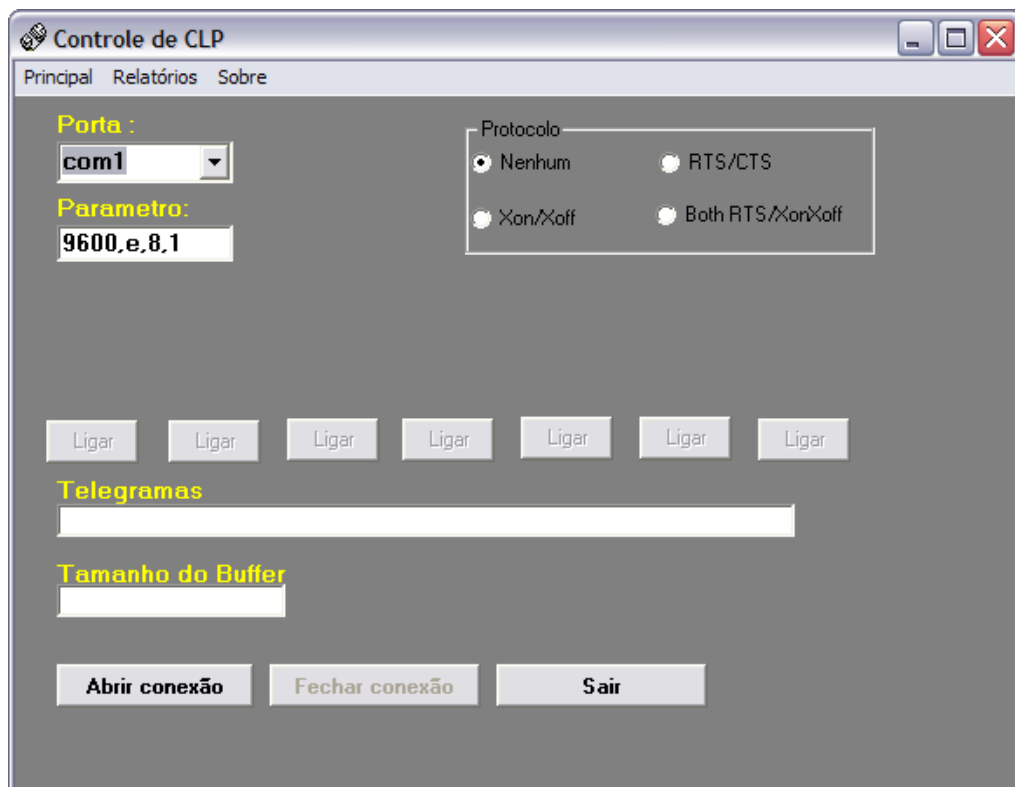 Controle de CLP
Principal Relatórios Sobre
Porta :
com1
Parametro:
9600,e,8,1
Protocolo
Nenhum RTS/CTS
Xon/Xoff Both RTS/XonXoff
Ligar Ligar Ligar Ligar Ligar Ligar Ligar
Telegramas
Tamanho do Buffer
Abrir conexão Fechar conexão Sair